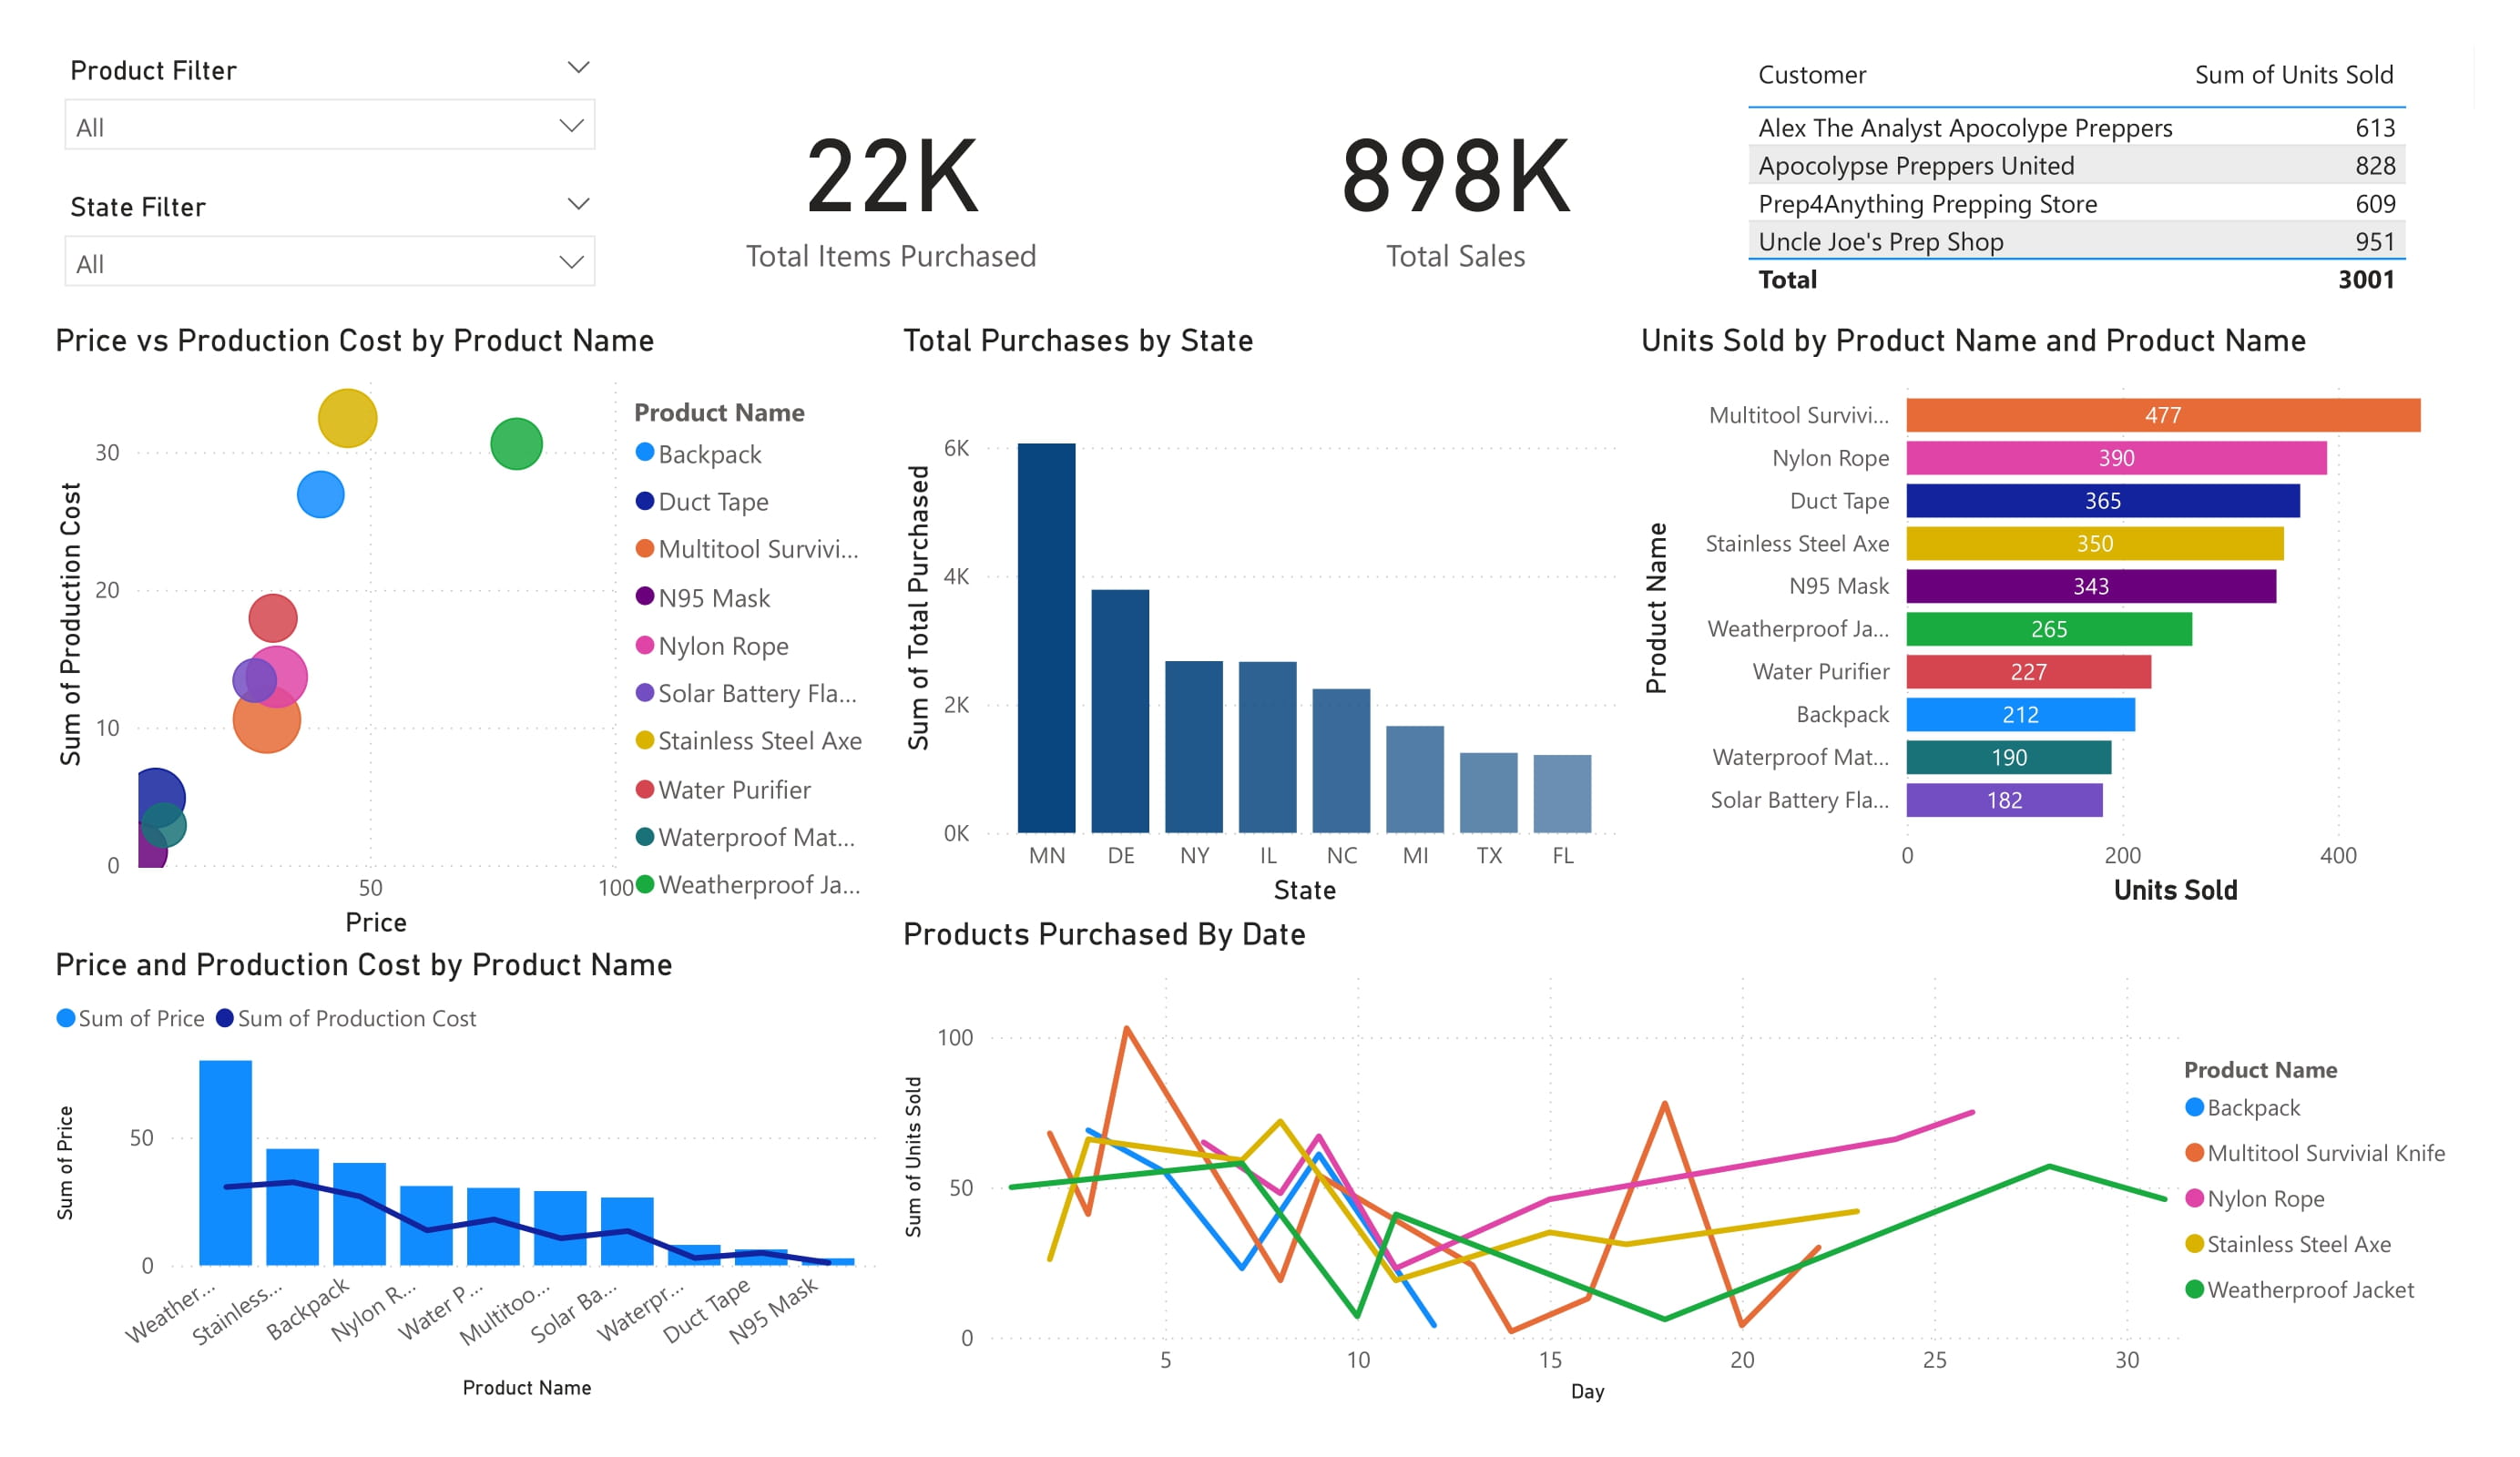 Product Filter
All
State Filter
All
22K
Total Items Purchased
898K
Total Sales
Customer Sum of Units Sold
Alex The Analyst Apocolype Preppers 613
Apocolypse Preppers United 828
Prep4Anything Prepping Store 609
Uncle Joe's Prep Shop 951
Total 3001
Price vs Production Cost by Product Name
Sum of Production Cost
30
20
10
0
50 100
Price
Product Name
Backpack
Duct Tape
Multitool Survivi...
N95 Mask
Nylon Rope
Solar Battery Fla...
Stainless Steel Axe
Water Purifier
Waterproof Mat...
Weatherproof Ja...
Total Purchases by State
Sum of Total Purchased
6K
4K
2K
0K
MN DE NY IL NC MI TX FL
State
Units Sold by Product Name and Product Name
Product Name
Multitool Survivi... 477
Nylon Rope 390
Duct Tape 365
Stainless Steel Axe 350
N95 Mask 343
Weatherproof Ja... 265
Water Purifier 227
Backpack 212
Waterproof Mat... 190
Solar Battery Fla... 182
0 200 400
Units Sold
Price and Production Cost by Product Name
Sum of Price Sum of Production Cost
Sum of Price
50
0
Weather... Stainless... Backpack Nylon R... Water P... Multitoo... Solar Ba... Waterpr... Duct Tape N95 Mask
Product Name
Products Purchased By Date
Sum of Units Sold
100
50
0
5 10 15 20 25 30
Day
Product Name
Backpack
Multitool Survivial Knife
Nylon Rope
Stainless Steel Axe
Weatherproof Jacket